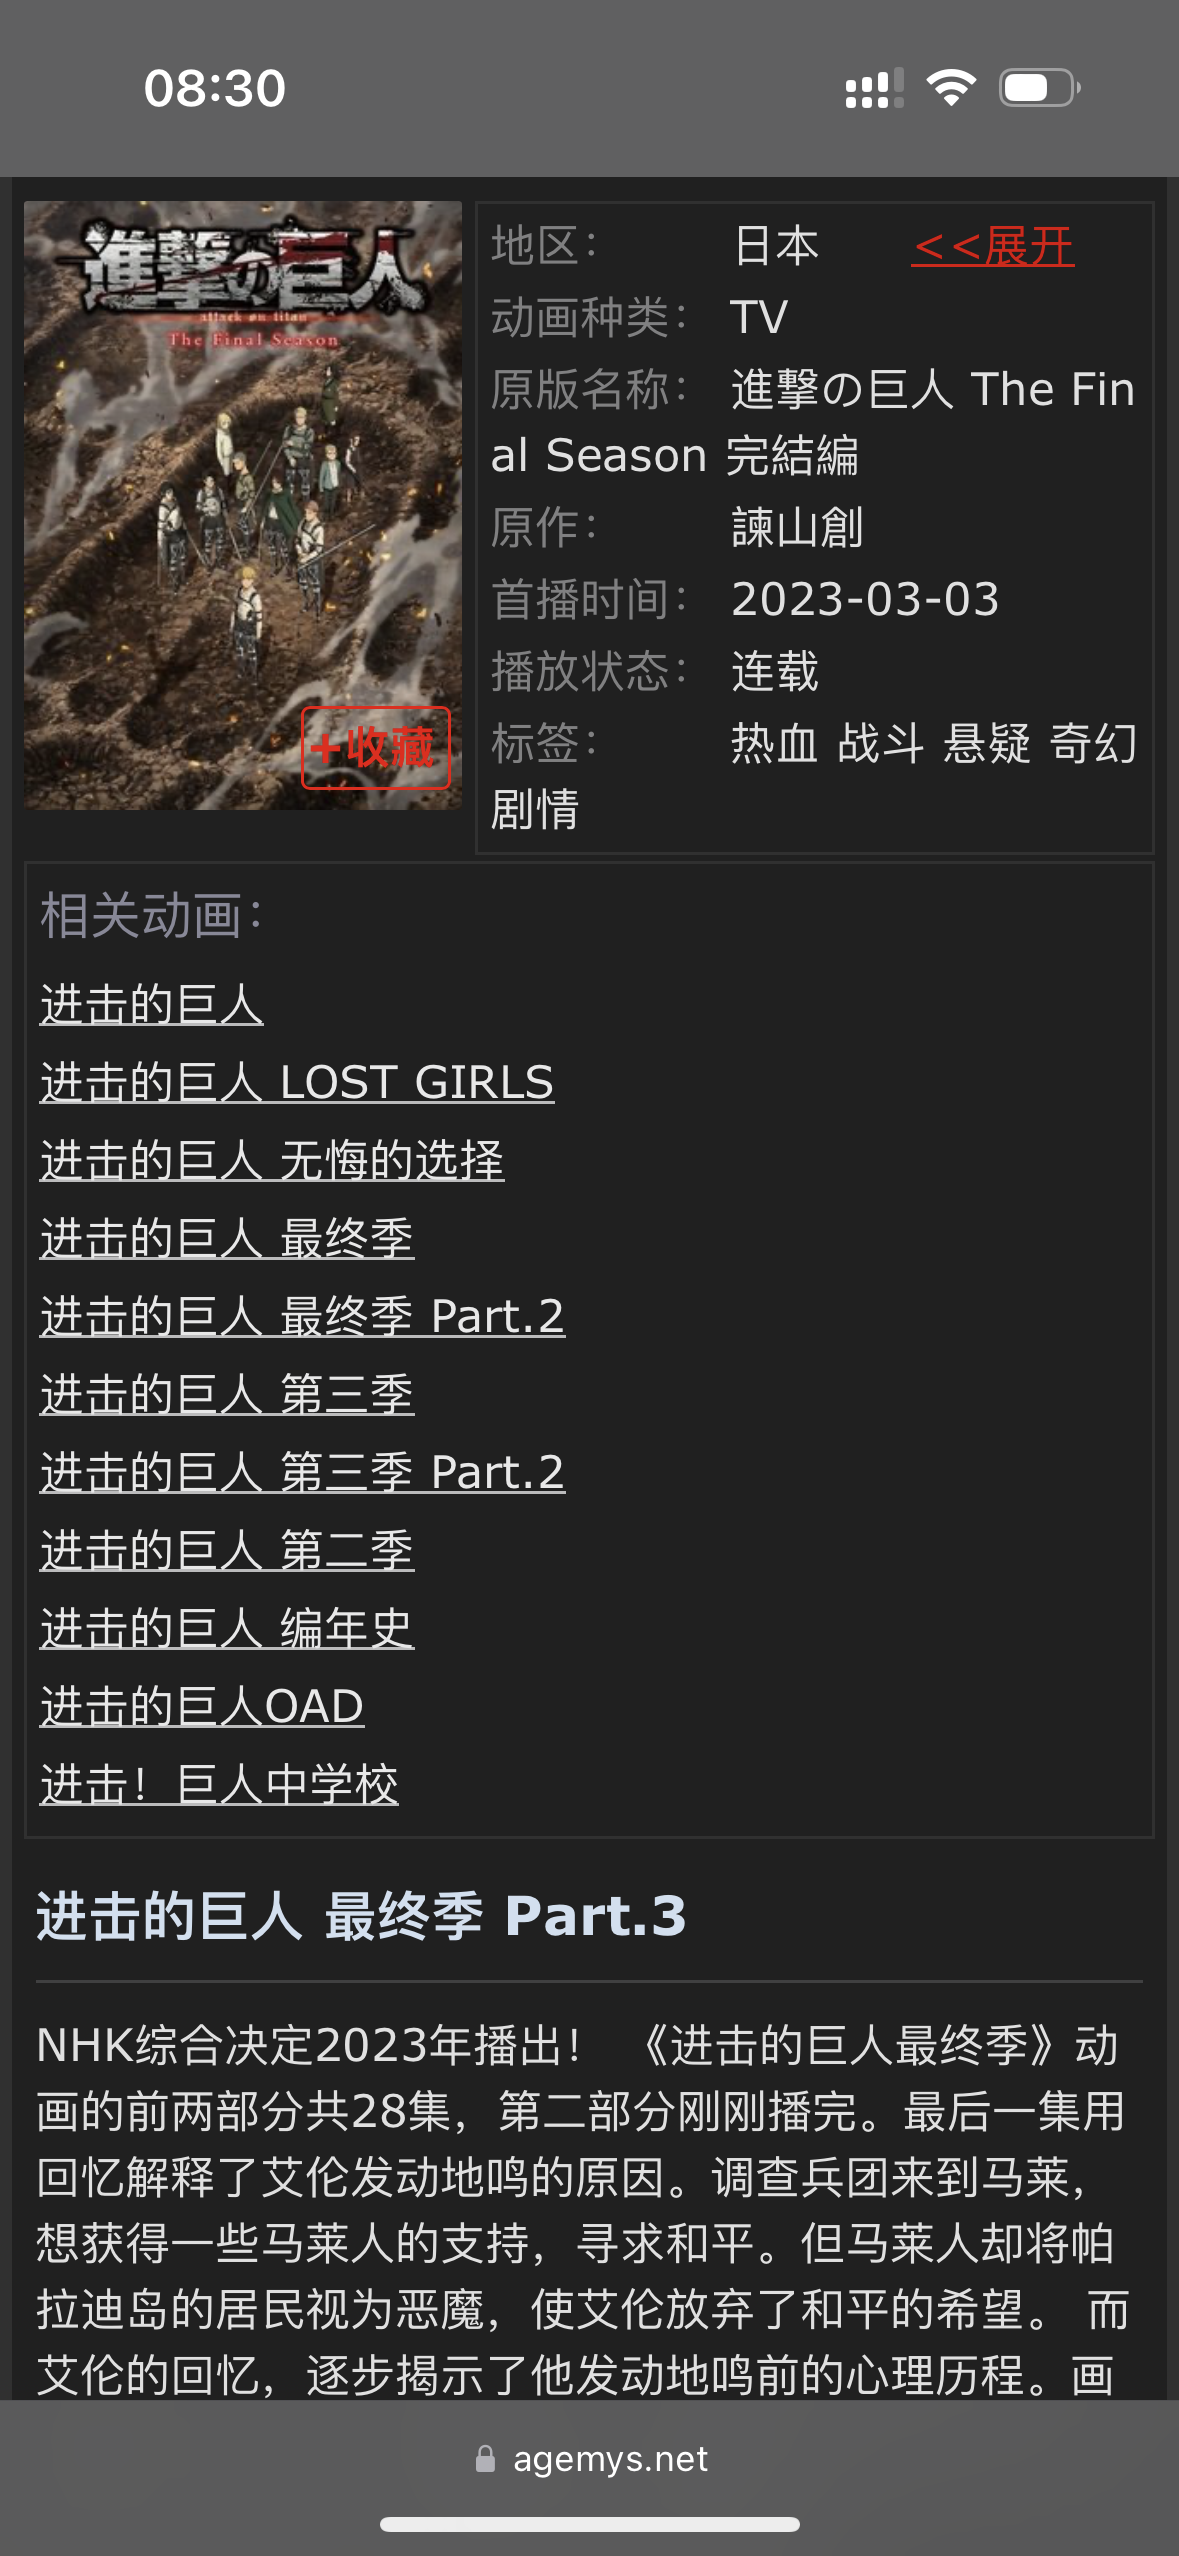 08:30
進撃の巨人
attack on titan
The Final Season
+收藏
地区： 日本 <<展开
动画种类： TV
原版名称： 進撃の巨人 The Fin
al Season 完結編
原作： 諫山創
首播时间： 2023-03-03
播放状态： 连载
标签： 热血 战斗 悬疑 奇幻
剧情
相关动画：
进击的巨人
进击的巨人 LOST GIRLS
进击的巨人 无悔的选择
进击的巨人 最终季
进击的巨人 最终季 Part.2
进击的巨人 第三季
进击的巨人 第三季 Part.2
进击的巨人 第二季
进击的巨人 编年史
进击的巨人OAD
进击！巨人中学校
进击的巨人 最终季 Part.3
NHK综合决定2023年播出！ 《进击的巨人最终季》动
画的前两部分共28集，第二部分刚刚播完。最后一集用
回忆解释了艾伦发动地鸣的原因。调查兵团来到马莱，
想获得一些马莱人的支持，寻求和平。但马莱人却将帕
拉迪岛的居民视为恶魔，使艾伦放弃了和平的希望。 而
艾伦的回忆，逐步揭示了他发动地鸣前的心理历程。画
agemys.net